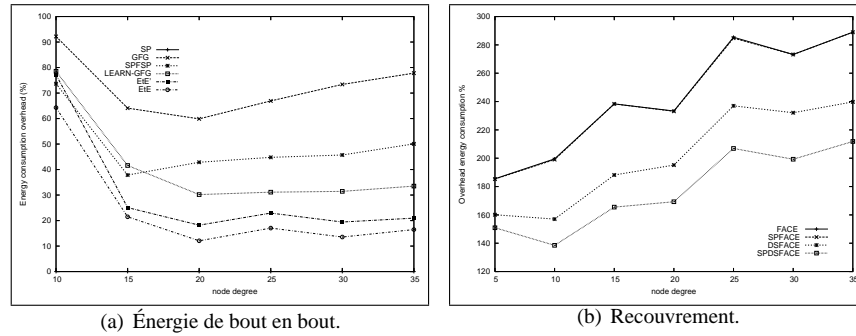 Energy consumption overhead (%)
100
90
80
70
60
50
40
30
20
10
0
SP
GFG
SPFSP
LEARN-GFG
EtE'
EtE
10
15
20
25
30
35
node degree
(a) Énergie de bout en bout.
Overhead energy consumption %
300
280
260
240
220
200
180
160
140
120
FACE
SPFACE
DSFACE
SPDSFACE
5
10
15
20
25
30
35
node degree
(b) Recouvrement.